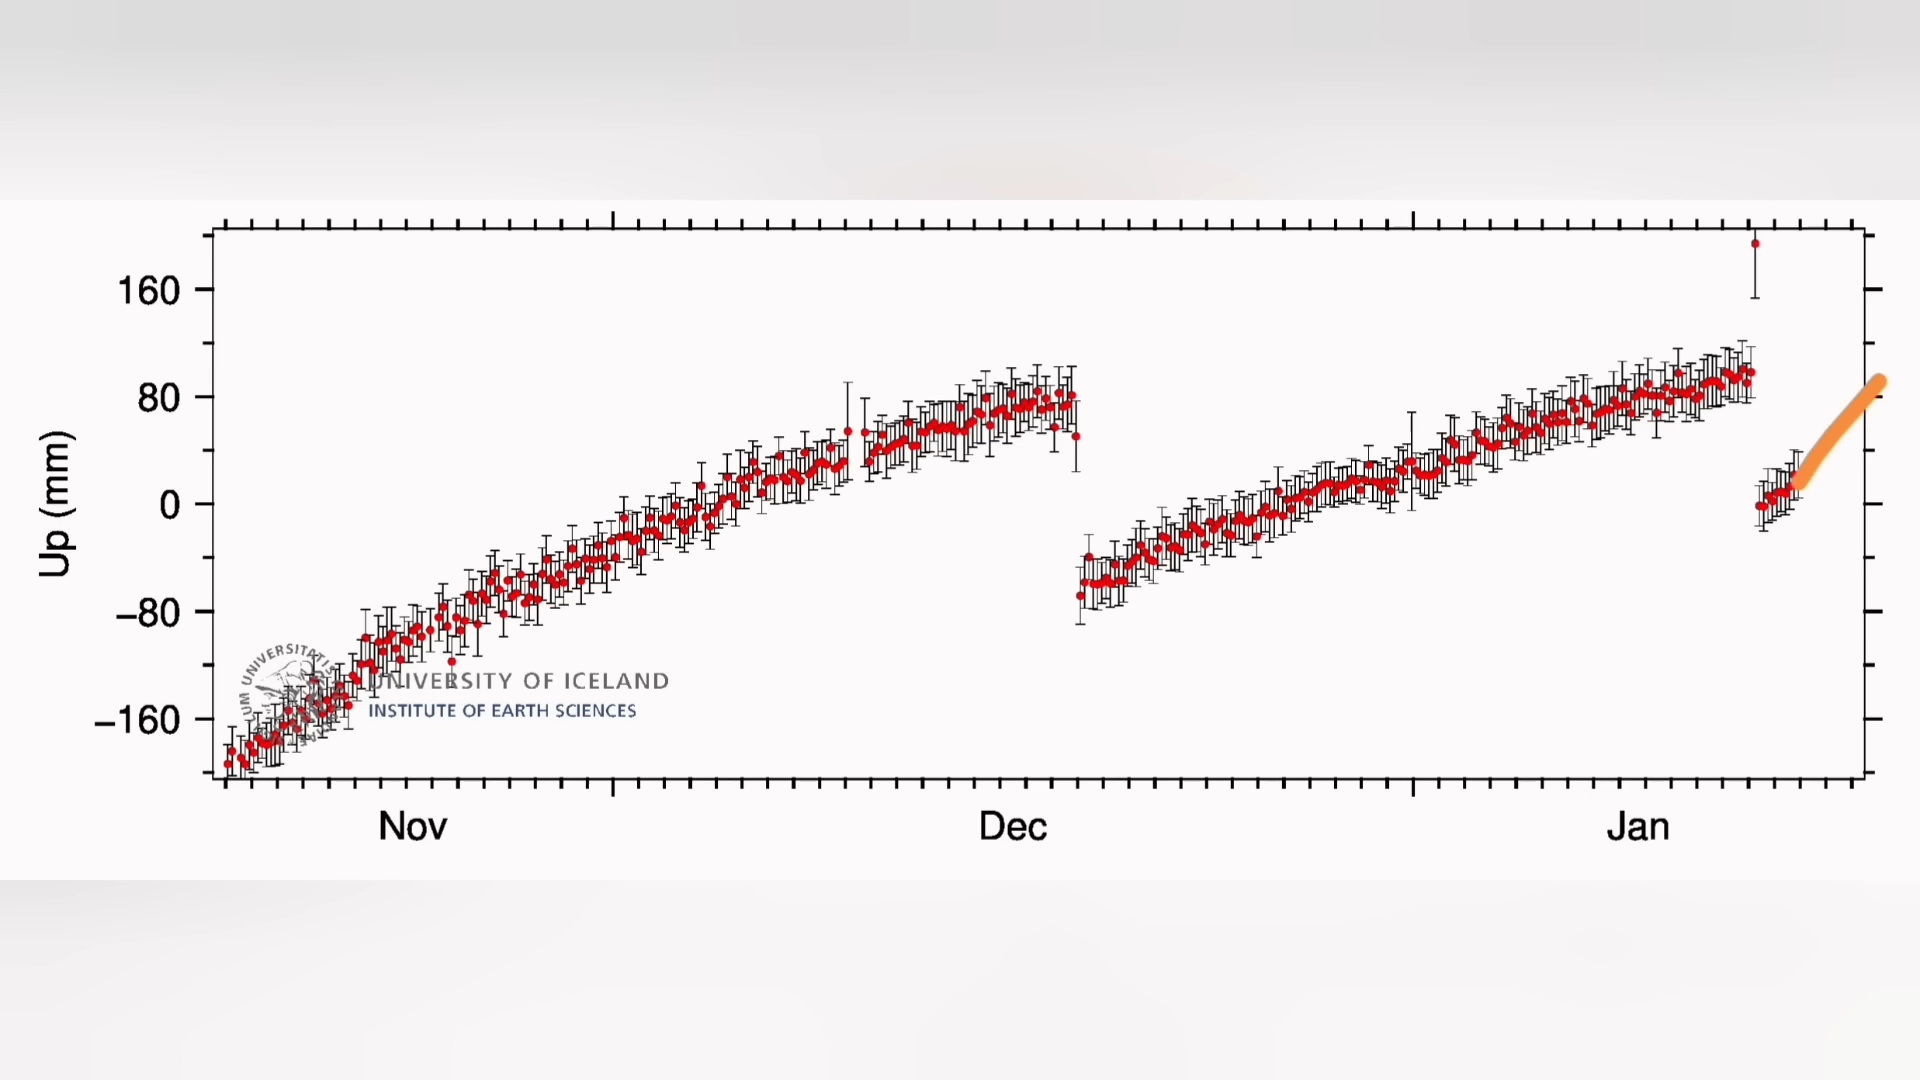 160
80
0
−80
−160
Up (mm)
UNIVERSITY OF ICELAND
INSTITUTE OF EARTH SCIENCES
Nov
Dec
Jan